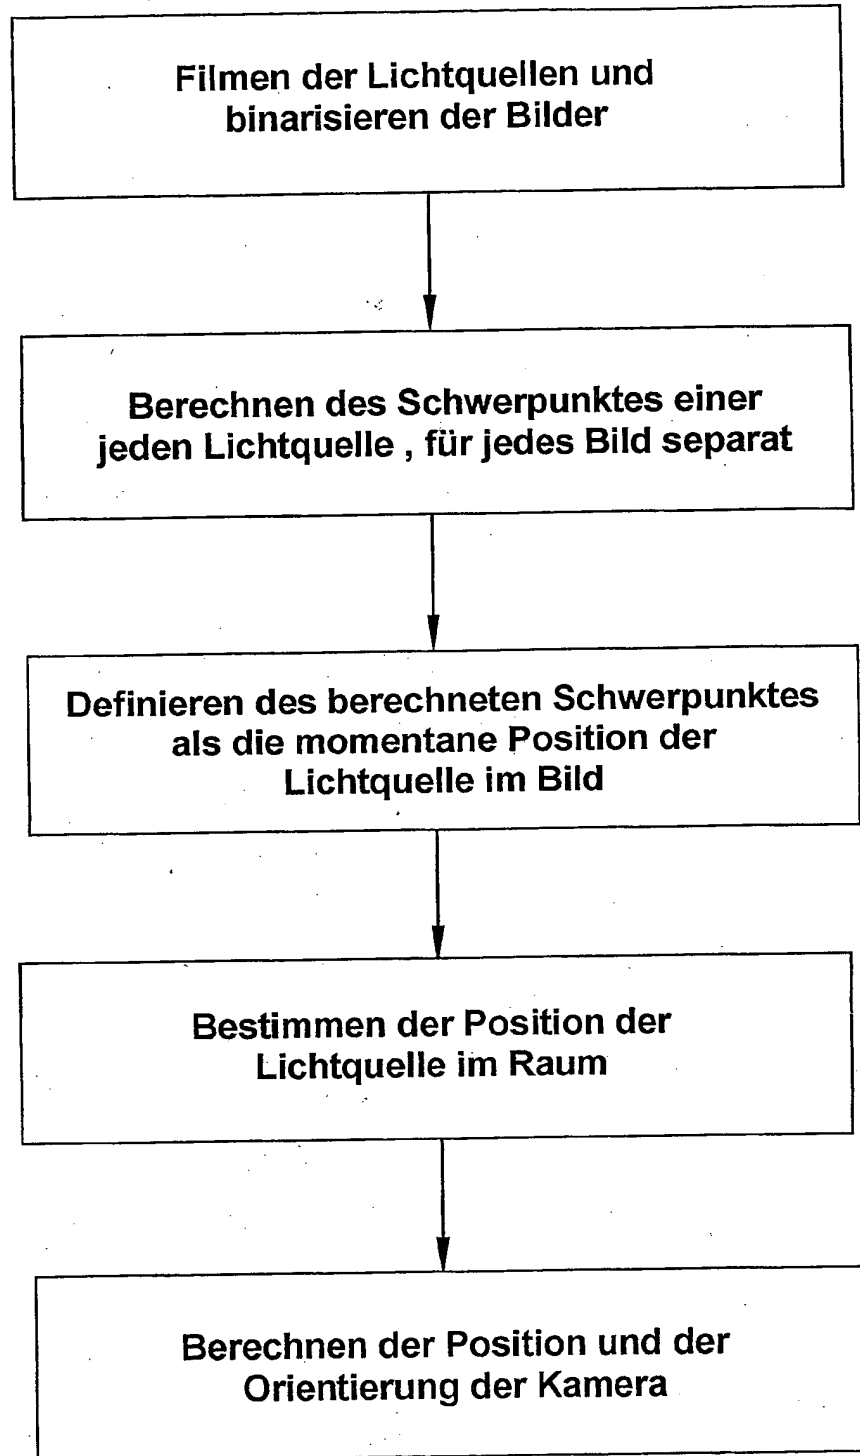 Filmen der Lichtquellen und
binarisieren der Bilder
Berechnen des Schwerpunktes einer
jeden Lichtquelle , für jedes Bild separat
Definieren des berechneten Schwerpunktes
als die momentane Position der
Lichtquelle im Bild
Bestimmen der Position der
Lichtquelle im Raum
Berechnen der Position und der
Orientierung der Kamera